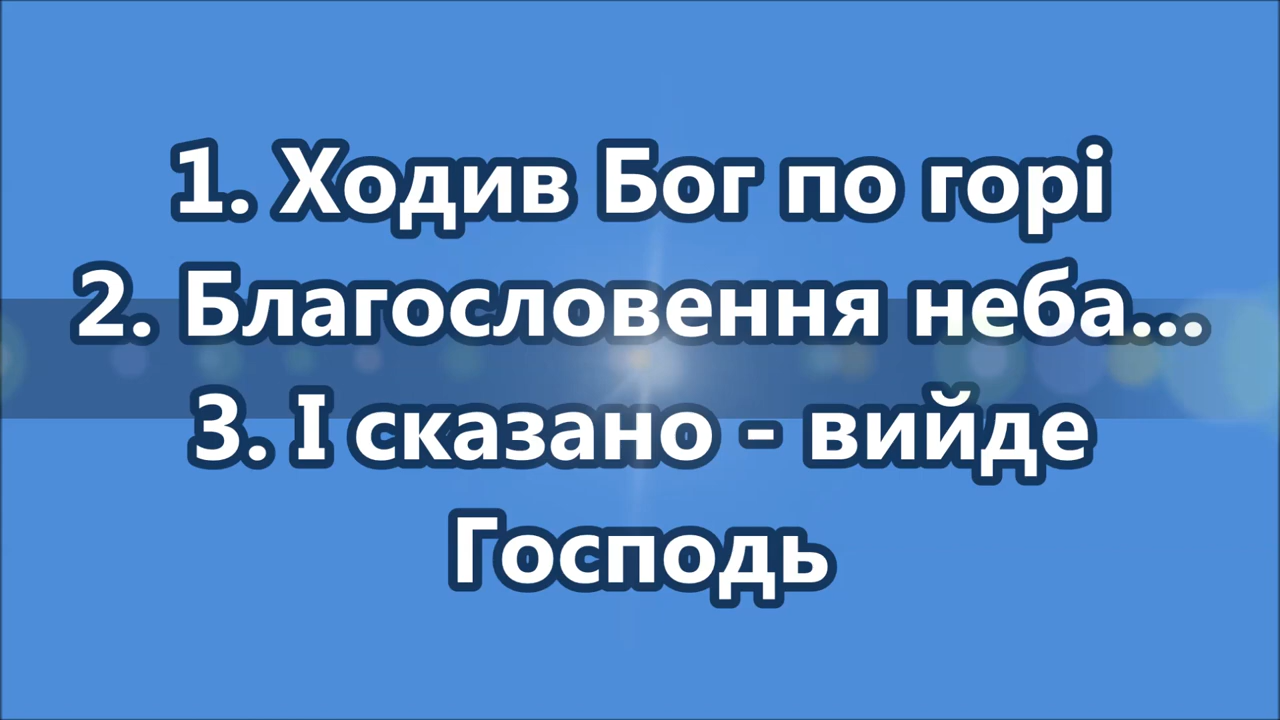 1. Ходив Бог по горі
2. Благословення неба...
3. І сказано - вийде
Господь